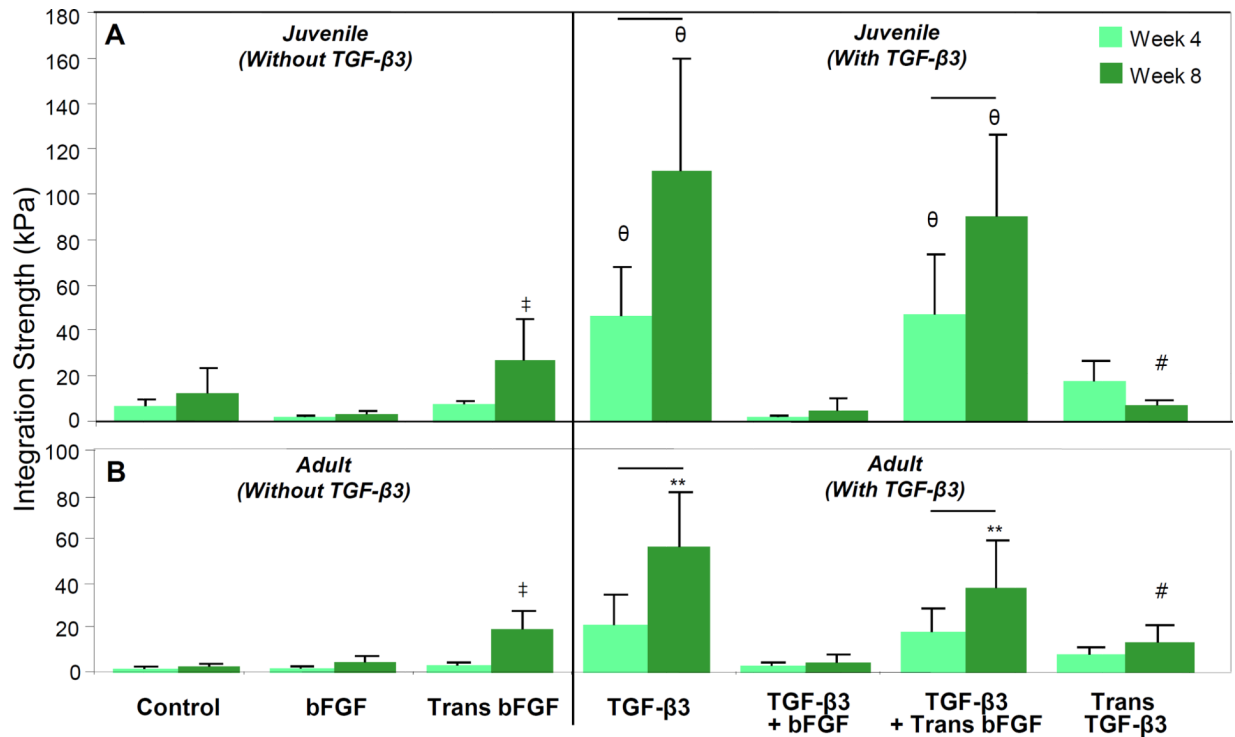 Integration Strength (kPa)
A
Juvenile
(Without TGF-β3)
Juvenile
(With TGF-β3)
Week 4
Week 8
180
160
140
120
100
80
60
40
20
0
‡
θ
θ
θ
θ
#
B
Adult
(Without TGF-β3)
Adult
(With TGF-β3)
100
80
60
40
20
0
‡
**
**
#
Control
bFGF
Trans bFGF
TGF-β3
TGF-β3
+ bFGF
TGF-β3
+ Trans bFGF
Trans
TGF-β3